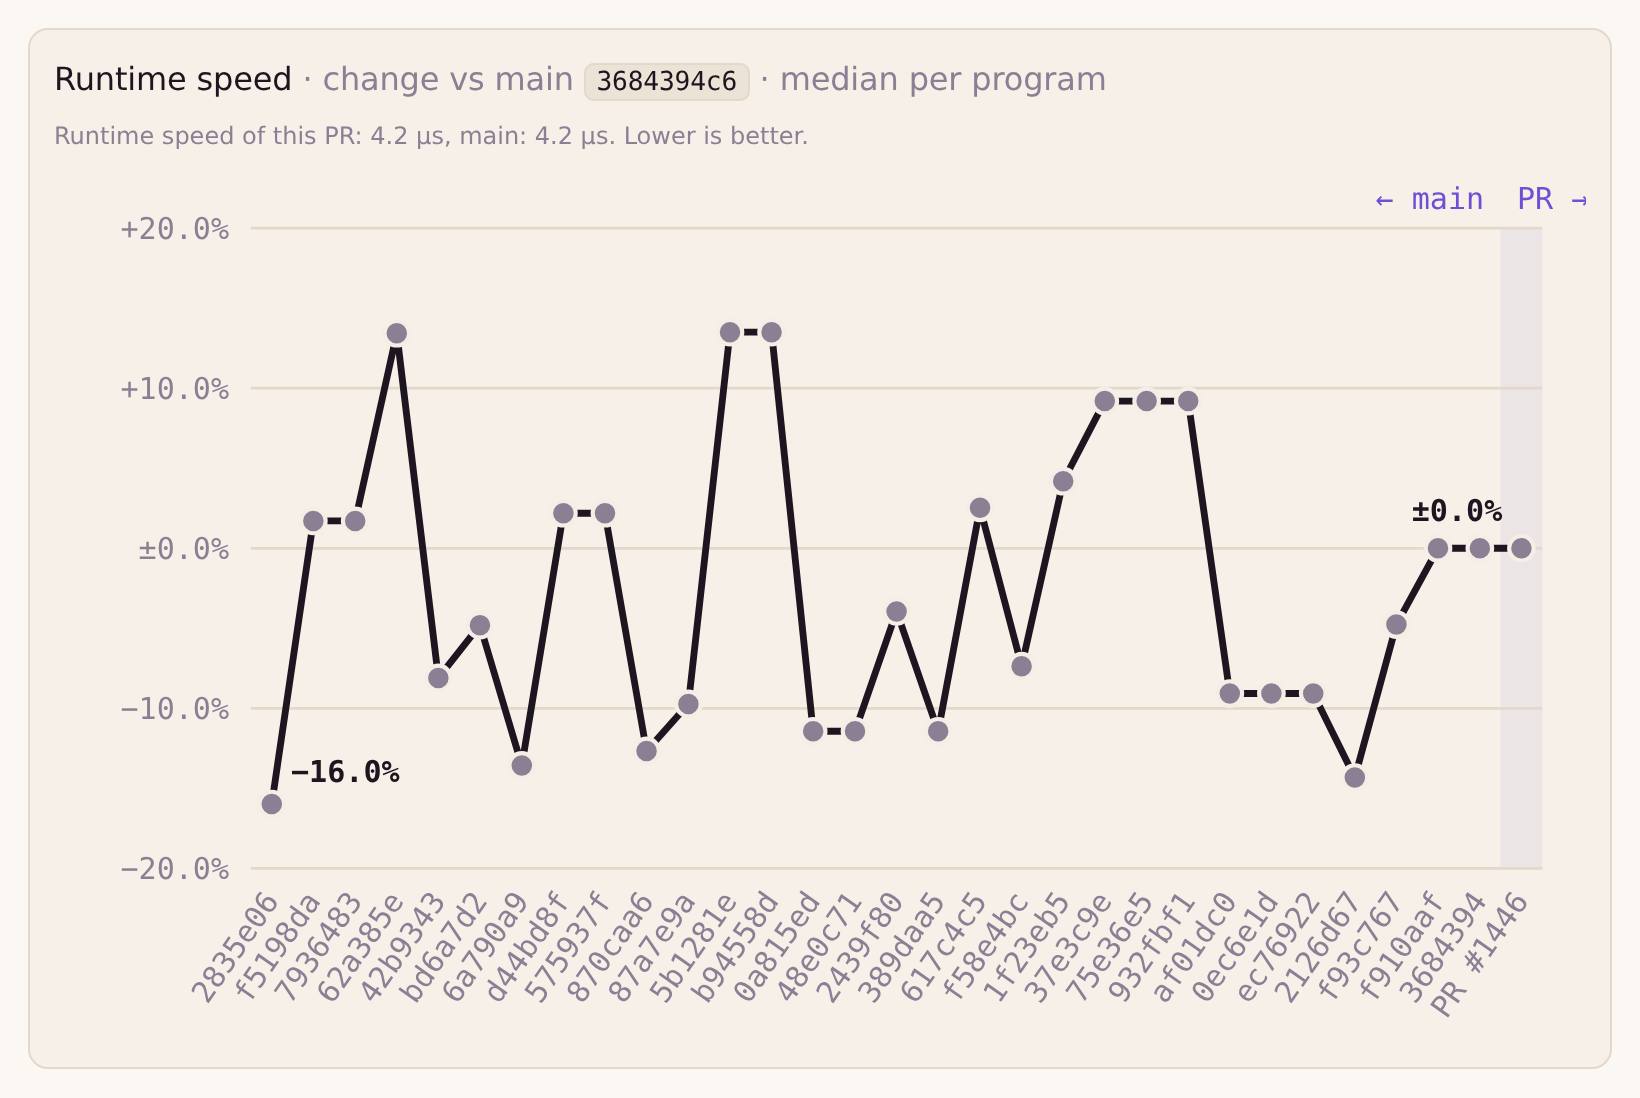 Runtime speed · change vs main 3684394c6 · median per program
Runtime speed of this PR: 4.2 µs, main: 4.2 µs. Lower is better.
← main PR →
+20.0%
+10.0%
±0.0%
−10.0%
−20.0%
−16.0%
±0.0%
2835e06
f5198da
7936483
62a385e
42b9343
bd6a7d2
6a790a9
d44bd8f
575937f
870caa6
87a7e9a
5b1281e
b94558d
0a815ed
48e0c71
2439f80
389daa5
617c4c5
f58e4bc
1f23eb5
37e3c9e
75e36e5
932fbf1
af01dc0
0ec6e1d
ec76922
2126d67
f93c767
f910aaf
3684394
PR #1446